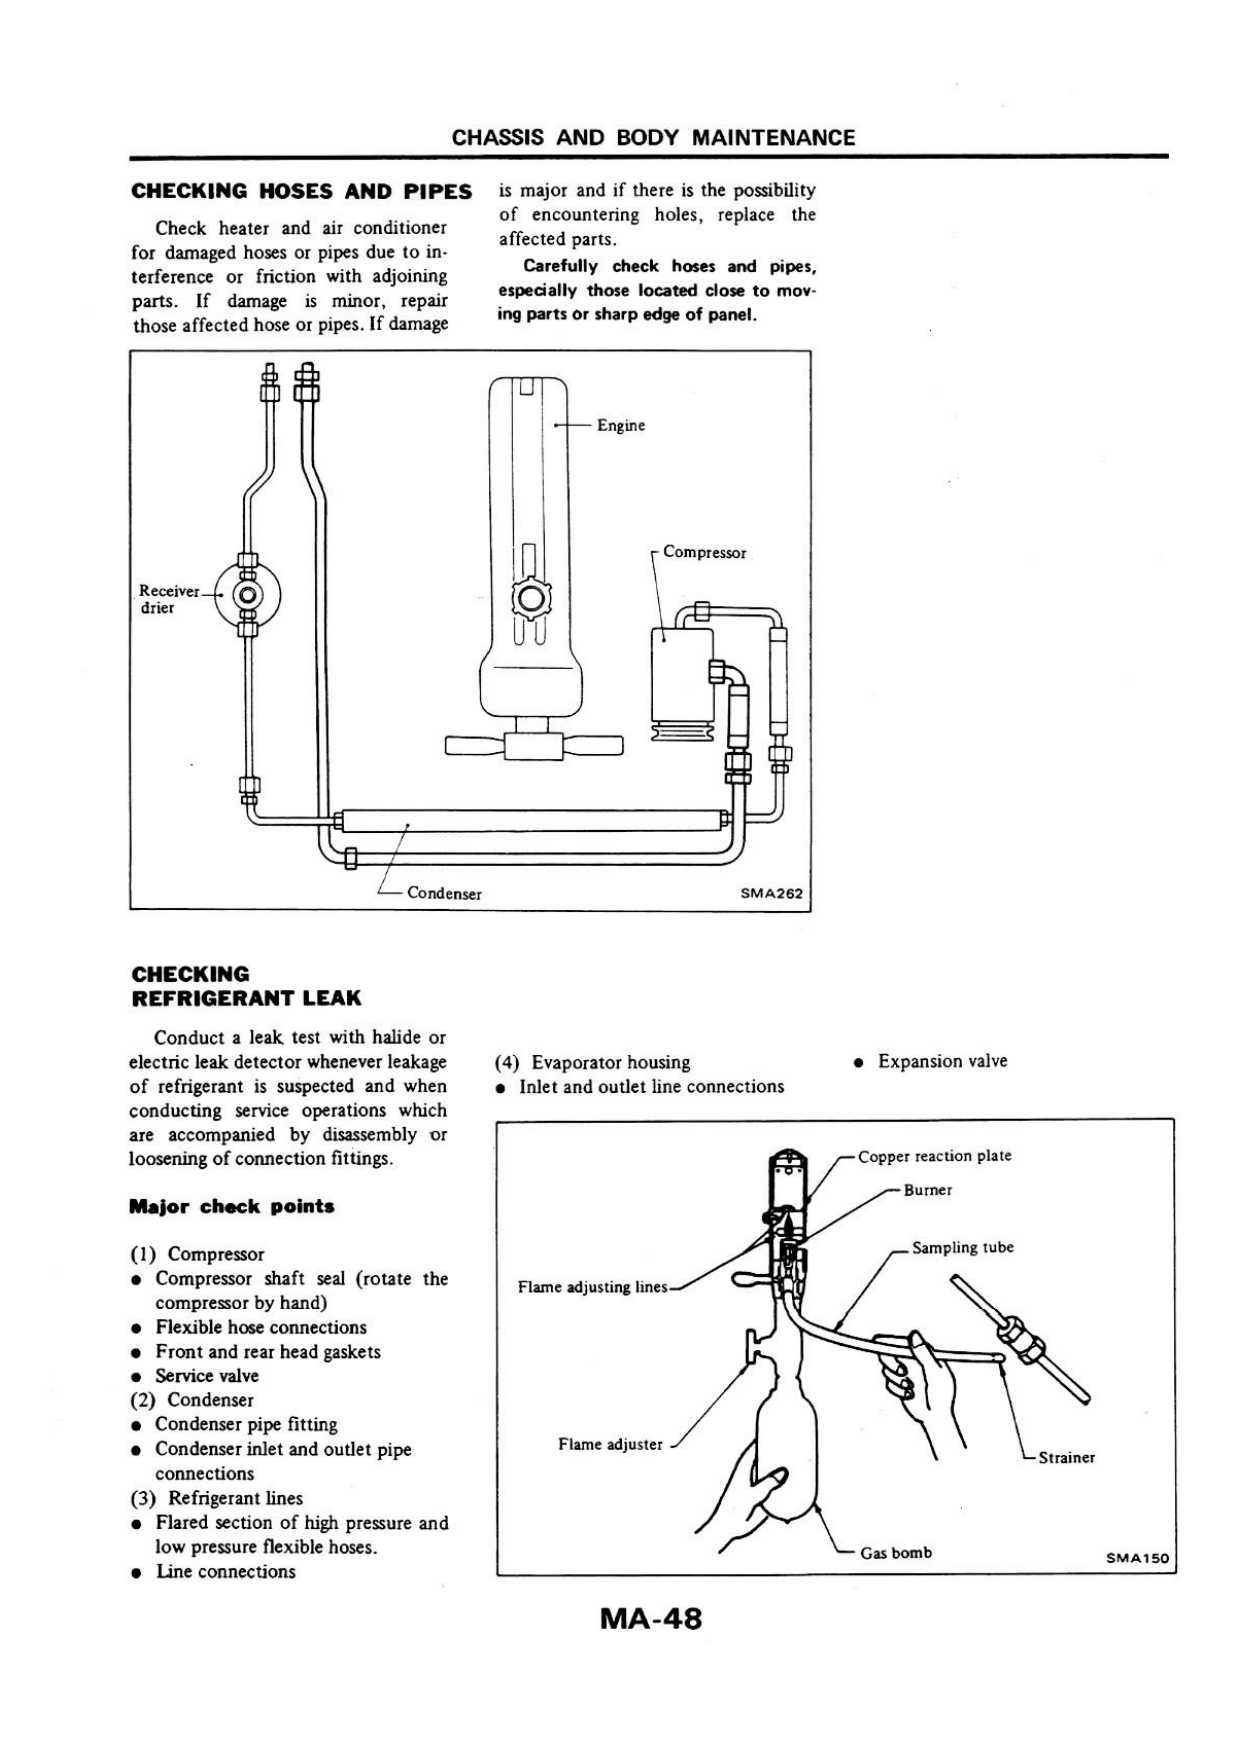 CHASSIS AND BODY MAINTENANCE
CHECKING HOSES AND PIPES
Check heater and air conditioner
for damaged hoses or pipes due to in-
terference or friction with adjoining
parts. If damage is minor, repair
those affected hose or pipes. If damage
is major and if there is the possibility
of encountering holes, replace the
affected parts.
Carefully check hoses and pipes,
especially those located close to mov-
ing parts or sharp edge of panel.
Engine
Compressor
Receiver
drier
Condenser
SMA262
CHECKING
REFRIGERANT LEAK
Conduct a leak test with halide or
electric leak detector whenever leakage
of refrigerant is suspected and when
conducting service operations which
are accompanied by disassembly or
loosening of connection fittings.
Major check points
(1) Compressor
● Compressor shaft seal (rotate the
compressor by hand)
● Flexible hose connections
● Front and rear head gaskets
● Service valve
(2) Condenser
● Condenser pipe fitting
● Condenser inlet and outlet pipe
connections
(3) Refrigerant lines
● Flared section of high pressure and
low pressure flexible hoses.
● Line connections
(4) Evaporator housing
● Inlet and outlet line connections
● Expansion valve
Copper reaction plate
Burner
Sampling tube
Flame adjusting lines
Flame adjuster
Strainer
Gas bomb
SMA150
MA-48